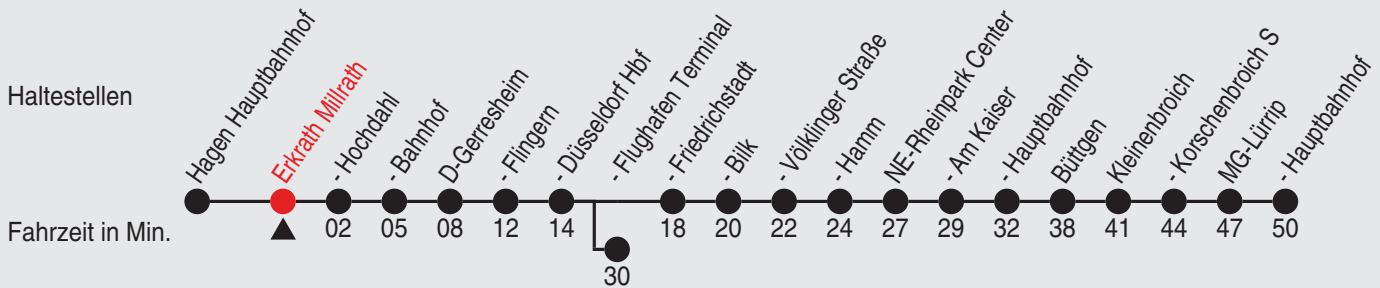 Haltestellen
Hagen Hauptbahnhof
Erkrath Millrath
- Hochdahl
- Bahnhof
D-Gerresheim
- Flingern
- Düsseldorf Hbf
- Flughafen Terminal
- Friedrichstadt
- Bilk
- Völklinger Straße
- Hamm
NE-Rheinpark Center
- Am Kaiser
- Hauptbahnhof
Büttgen
Kleinenbroich
- Korschenbroich S
MG-Lürrip
- Hauptbahnhof
Fahrzeit in Min.
02 05 08 12 14 18 20 22 24 27 29 32 38 41 44 47 50
30